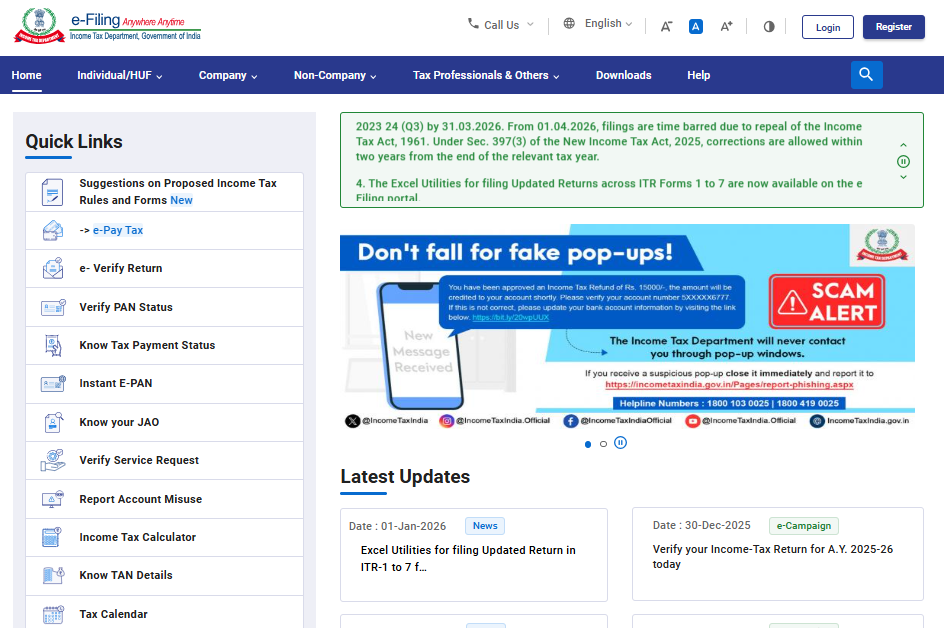 e-Filing Anywhere Anytime
Income Tax Department, Government of India
Call Us
English
A-
A
A+
Login
Register
Home
Individual/HUF
Company
Non-Company
Tax Professionals & Others
Downloads
Help
Quick Links
Suggestions on Proposed Income Tax
Rules and Forms New
-> e-Pay Tax
e- Verify Return
Verify PAN Status
Know Tax Payment Status
Instant E-PAN
Know your JAO
Verify Service Request
Report Account Misuse
Income Tax Calculator
Know TAN Details
Tax Calendar
2023 24 (Q3) by 31.03.2026. From 01.04.2026, filings are time barred due to repeal of the Income
Tax Act, 1961. Under Sec. 397(3) of the New Income Tax Act, 2025, corrections are allowed within
two years from the end of the relevant tax year.
4. The Excel Utilities for filing Updated Returns across ITR Forms 1 to 7 are now available on the e
Filing portal.
Don't fall for fake pop-ups!
You have been approved an Income Tax Refund of Rs. 15000/-, the amount will be
credited to your account shortly. Please verify your account number 5XXXXX6777.
If this is not correct, please update your bank account information by visiting the link
below. https://bit.ly/20wpUUX
New
Message
Received
SCAM
ALERT
The Income Tax Department will never contact
you through pop-up windows.
If you receive a suspicious pop-up close it immediately and report it to
https://incometaxindia.gov.in/Pages/report-phishing.aspx
Helpline Numbers : 1800 103 0025 | 1800 419 0025
@IncomeTaxIndia
@IncomeTaxIndia.Official
@IncomeTaxIndiaOfficial
@IncomeTaxIndia.Official
IncomeTaxIndia.gov.in
Latest Updates
Date : 01-Jan-2026
News
Excel Utilities for filing Updated Return in
ITR-1 to 7 f...
Date : 30-Dec-2025
e-Campaign
Verify your Income-Tax Return for A.Y. 2025-26
today